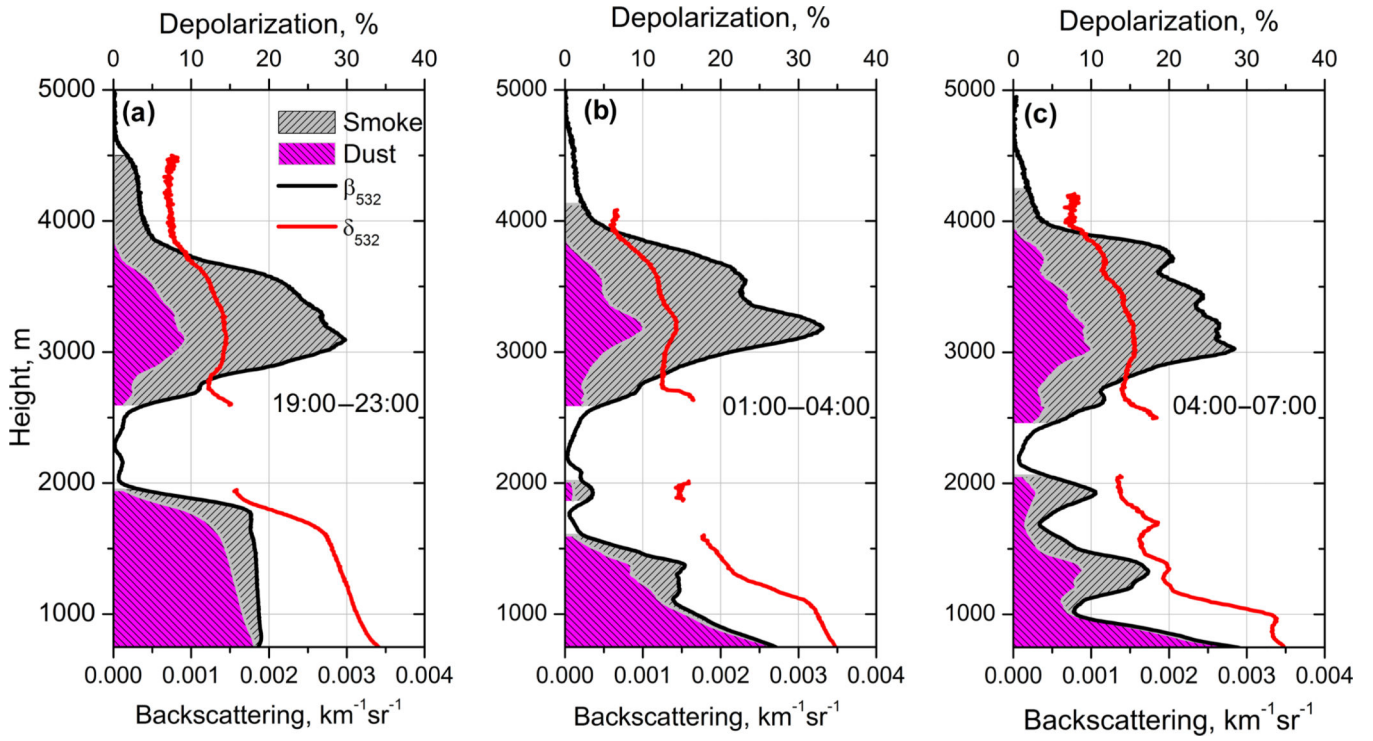 Depolarization, %
0 10 20 30 40
5000
4000
3000
2000
1000
Height, m
(a)
Smoke
Dust
β532
δ532
19:00–23:00
0.000 0.001 0.002 0.003 0.004
Backscattering, km⁻¹sr⁻¹
Depolarization, %
0 10 20 30 40
5000
4000
3000
2000
1000
(b)
01:00–04:00
0.000 0.001 0.002 0.003 0.004
Backscattering, km⁻¹sr⁻¹
Depolarization, %
0 10 20 30 40
5000
4000
3000
2000
1000
(c)
04:00–07:00
0.000 0.001 0.002 0.003 0.004
Backscattering, km⁻¹sr⁻¹